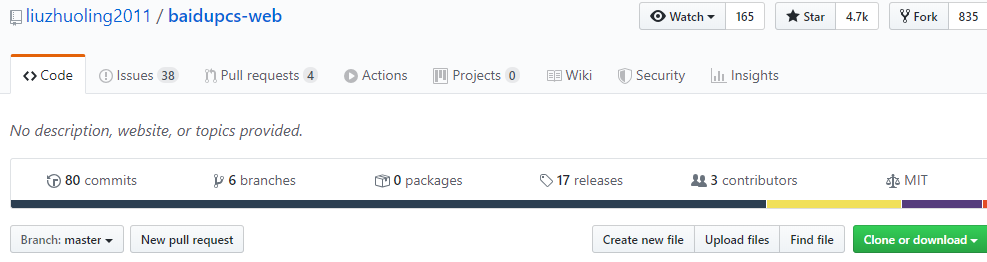 liuzhuoling2011 / baidupcs-web Watch 165 Star 4.7k Fork 835
Code Issues 38 Pull requests 4 Actions Projects 0 Wiki Security Insights
No description, website, or topics provided.
80 commits 6 branches 0 packages 17 releases 3 contributors MIT
Branch: master New pull request Create new file Upload files Find file Clone or download